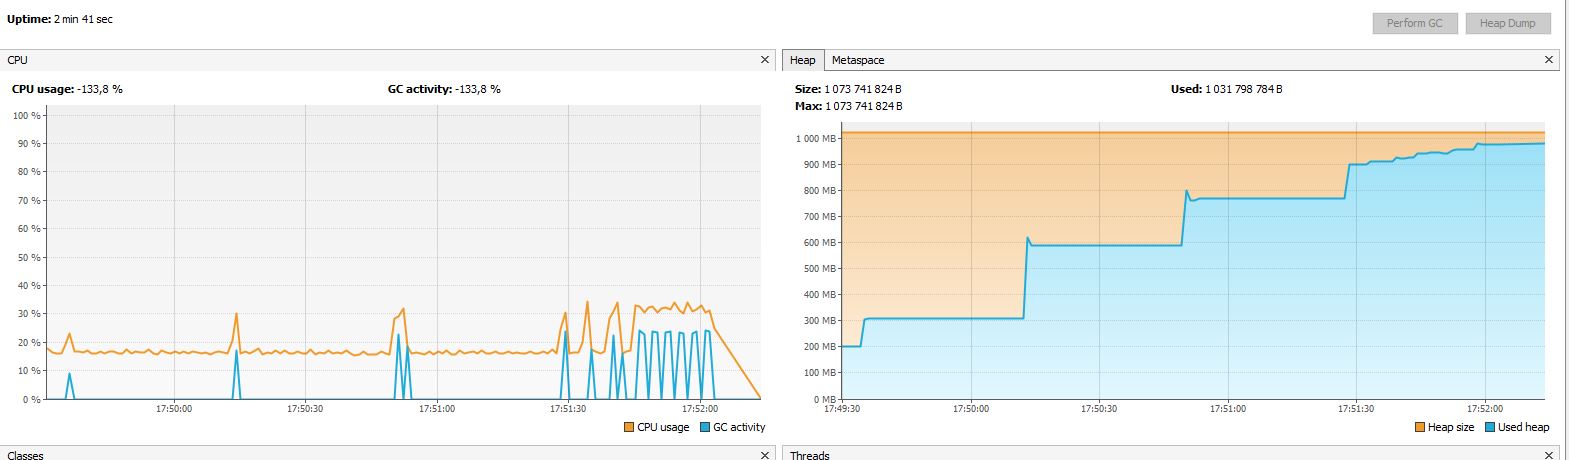 Uptime: 2 min 41 sec
Perform GC
Heap Dump
CPU
Heap
Metaspace
CPU usage: -133,8 %
GC activity: -133,8 %
Size: 1 073 741 824 B
Used: 1 031 798 784 B
Max: 1 073 741 824 B
100 %
90 %
80 %
70 %
60 %
50 %
40 %
30 %
20 %
10 %
0 %
17:50:00
17:50:30
17:51:00
17:51:30
17:52:00
CPU usage
GC activity
1 000 MB
900 MB
800 MB
700 MB
600 MB
500 MB
400 MB
300 MB
200 MB
100 MB
0 MB
17:49:30
17:50:00
17:50:30
17:51:00
17:51:30
17:52:00
Heap size
Used heap
Classes
Threads